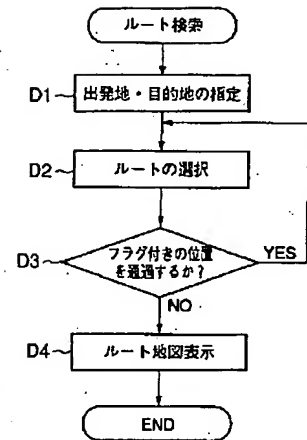 ルート検索
D1 出発地・目的地の指定
D2 ルートの選択
D3 フラグ付きの位置
を通過するか?
YES
NO
D4 ルート地図表示
END